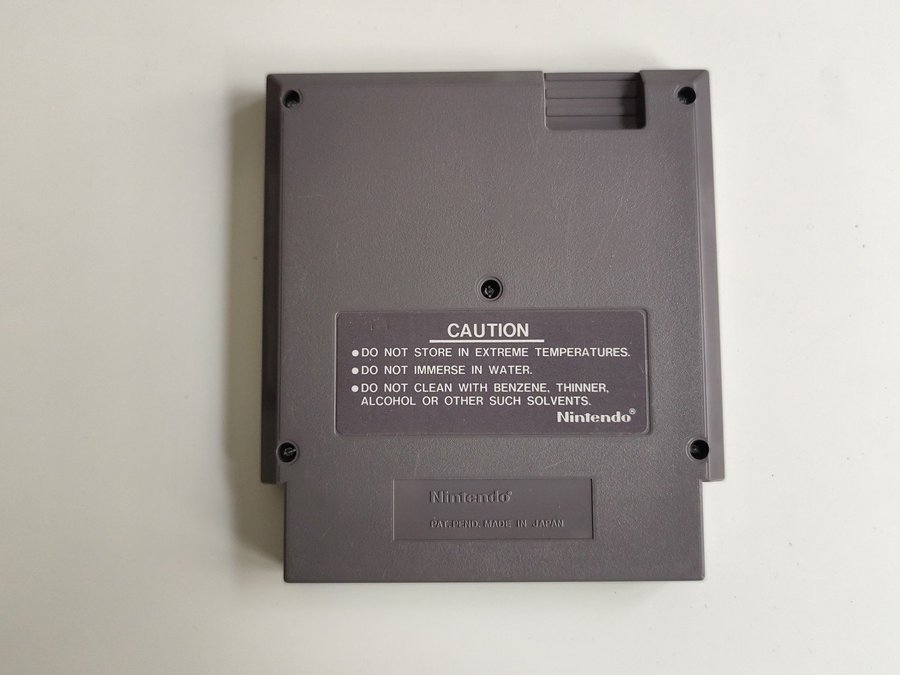 CAUTION
●DO NOT STORE IN EXTREME TEMPERATURES.
●DO NOT IMMERSE IN WATER.
●DO NOT CLEAN WITH BENZENE, THINNER,
ALCOHOL OR OTHER SUCH SOLVENTS.
Nintendo®
Nintendo®
PAT. PEND. MADE IN JAPAN